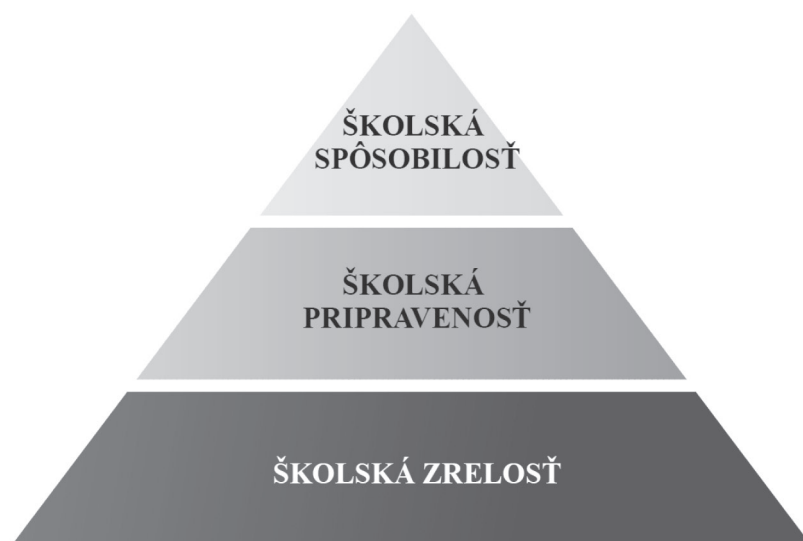 ŠKOLSKÁ
SPÔSOBILOSŤ
ŠKOLSKÁ
PRIPRAVENOSŤ
ŠKOLSKÁ ZRELOSŤ